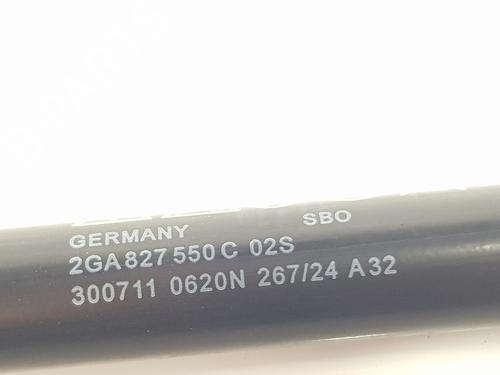 SBO
GERMANY
2GA 827 550 C 02S
300711 0620N 267/24 A32